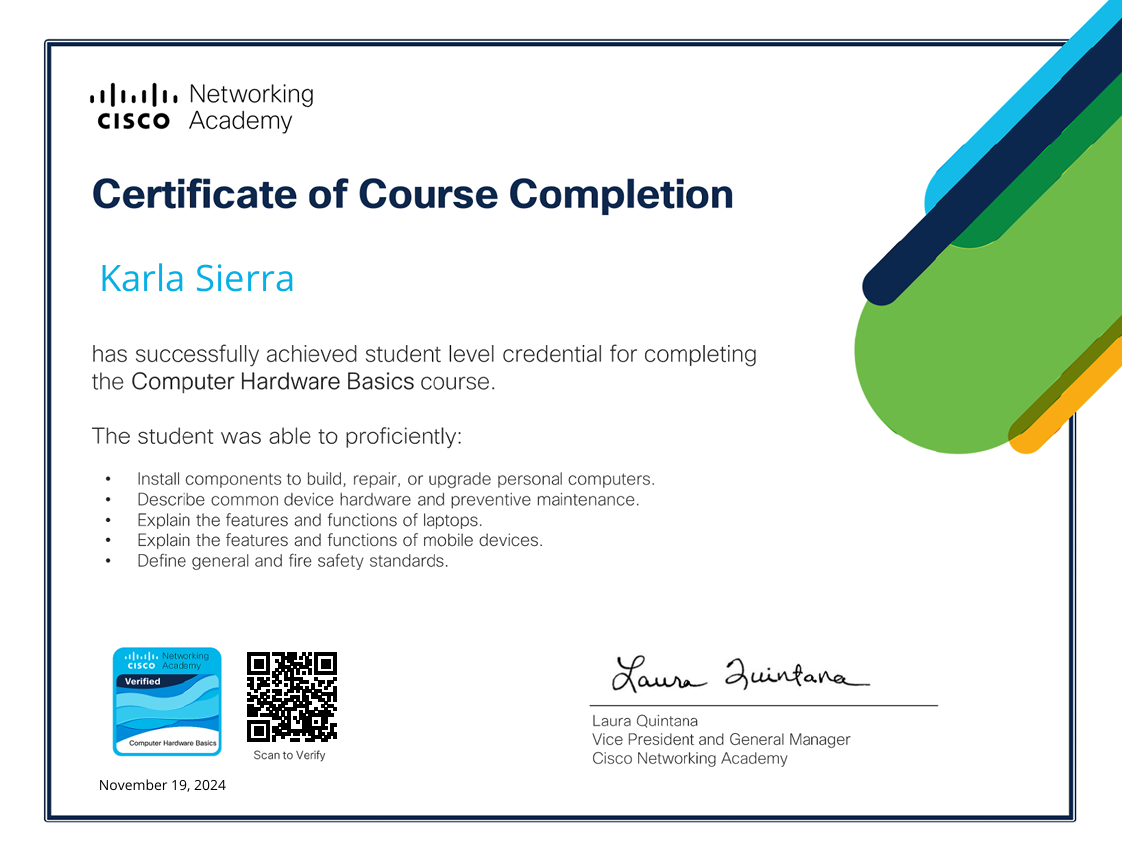 Networking
Academy
CISCO
Certificate of Course Completion
Karla Sierra
has successfully achieved student level credential for completing
the Computer Hardware Basics course.
The student was able to proficiently:
• Install components to build, repair, or upgrade personal computers.
• Describe common device hardware and preventive maintenance.
• Explain the features and functions of laptops.
• Explain the features and functions of mobile devices.
• Define general and fire safety standards.
Networking
CISCO Academy
Verified
Computer Hardware Basics
Scan to Verify
November 19, 2024
Laura Quintana
Laura Quintana
Vice President and General Manager
Cisco Networking Academy